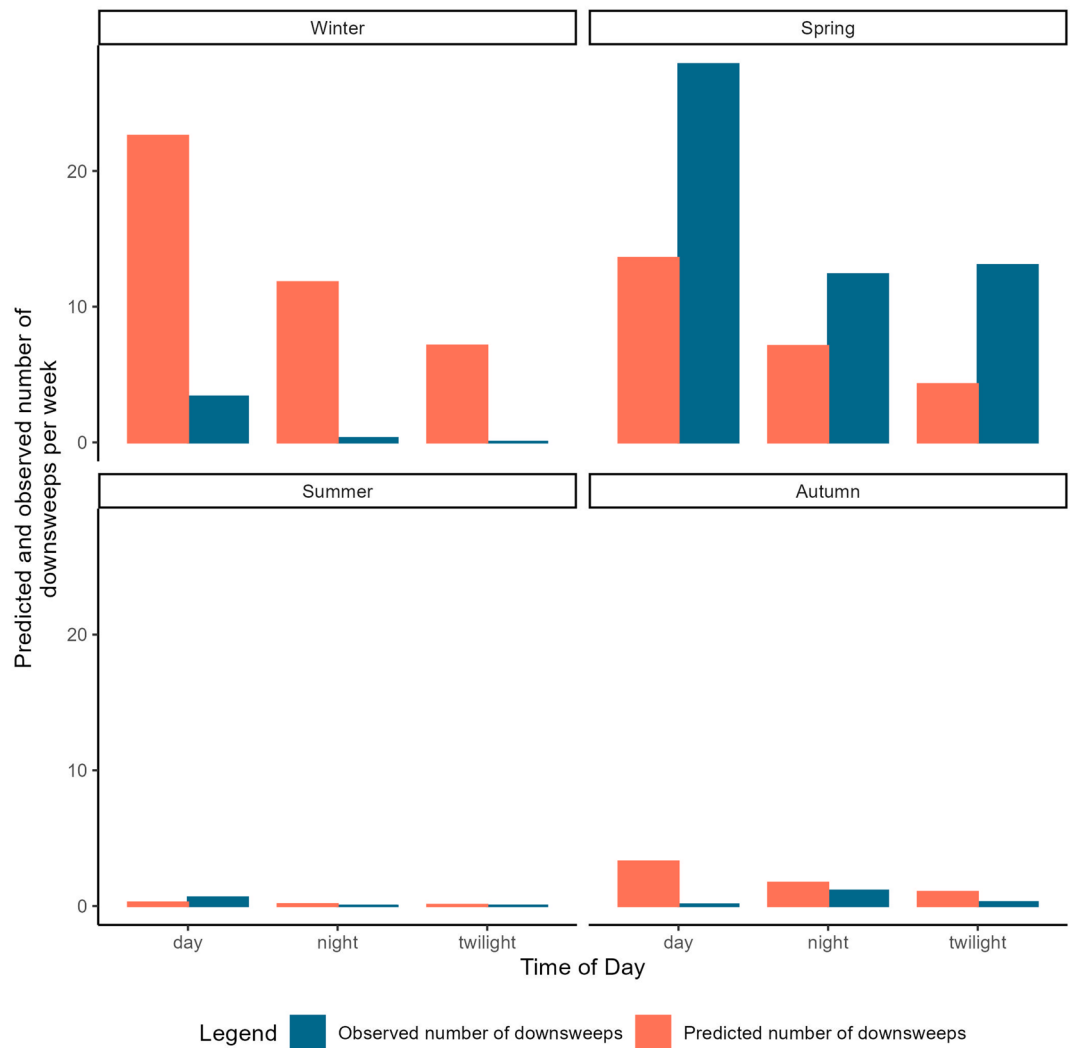 Winter
Spring
20
10
0
Predicted and observed number of
downsweeps per week
Summer
Autumn
20
10
0
day
night
twilight
day
night
twilight
Time of Day
Legend
Observed number of downsweeps
Predicted number of downsweeps